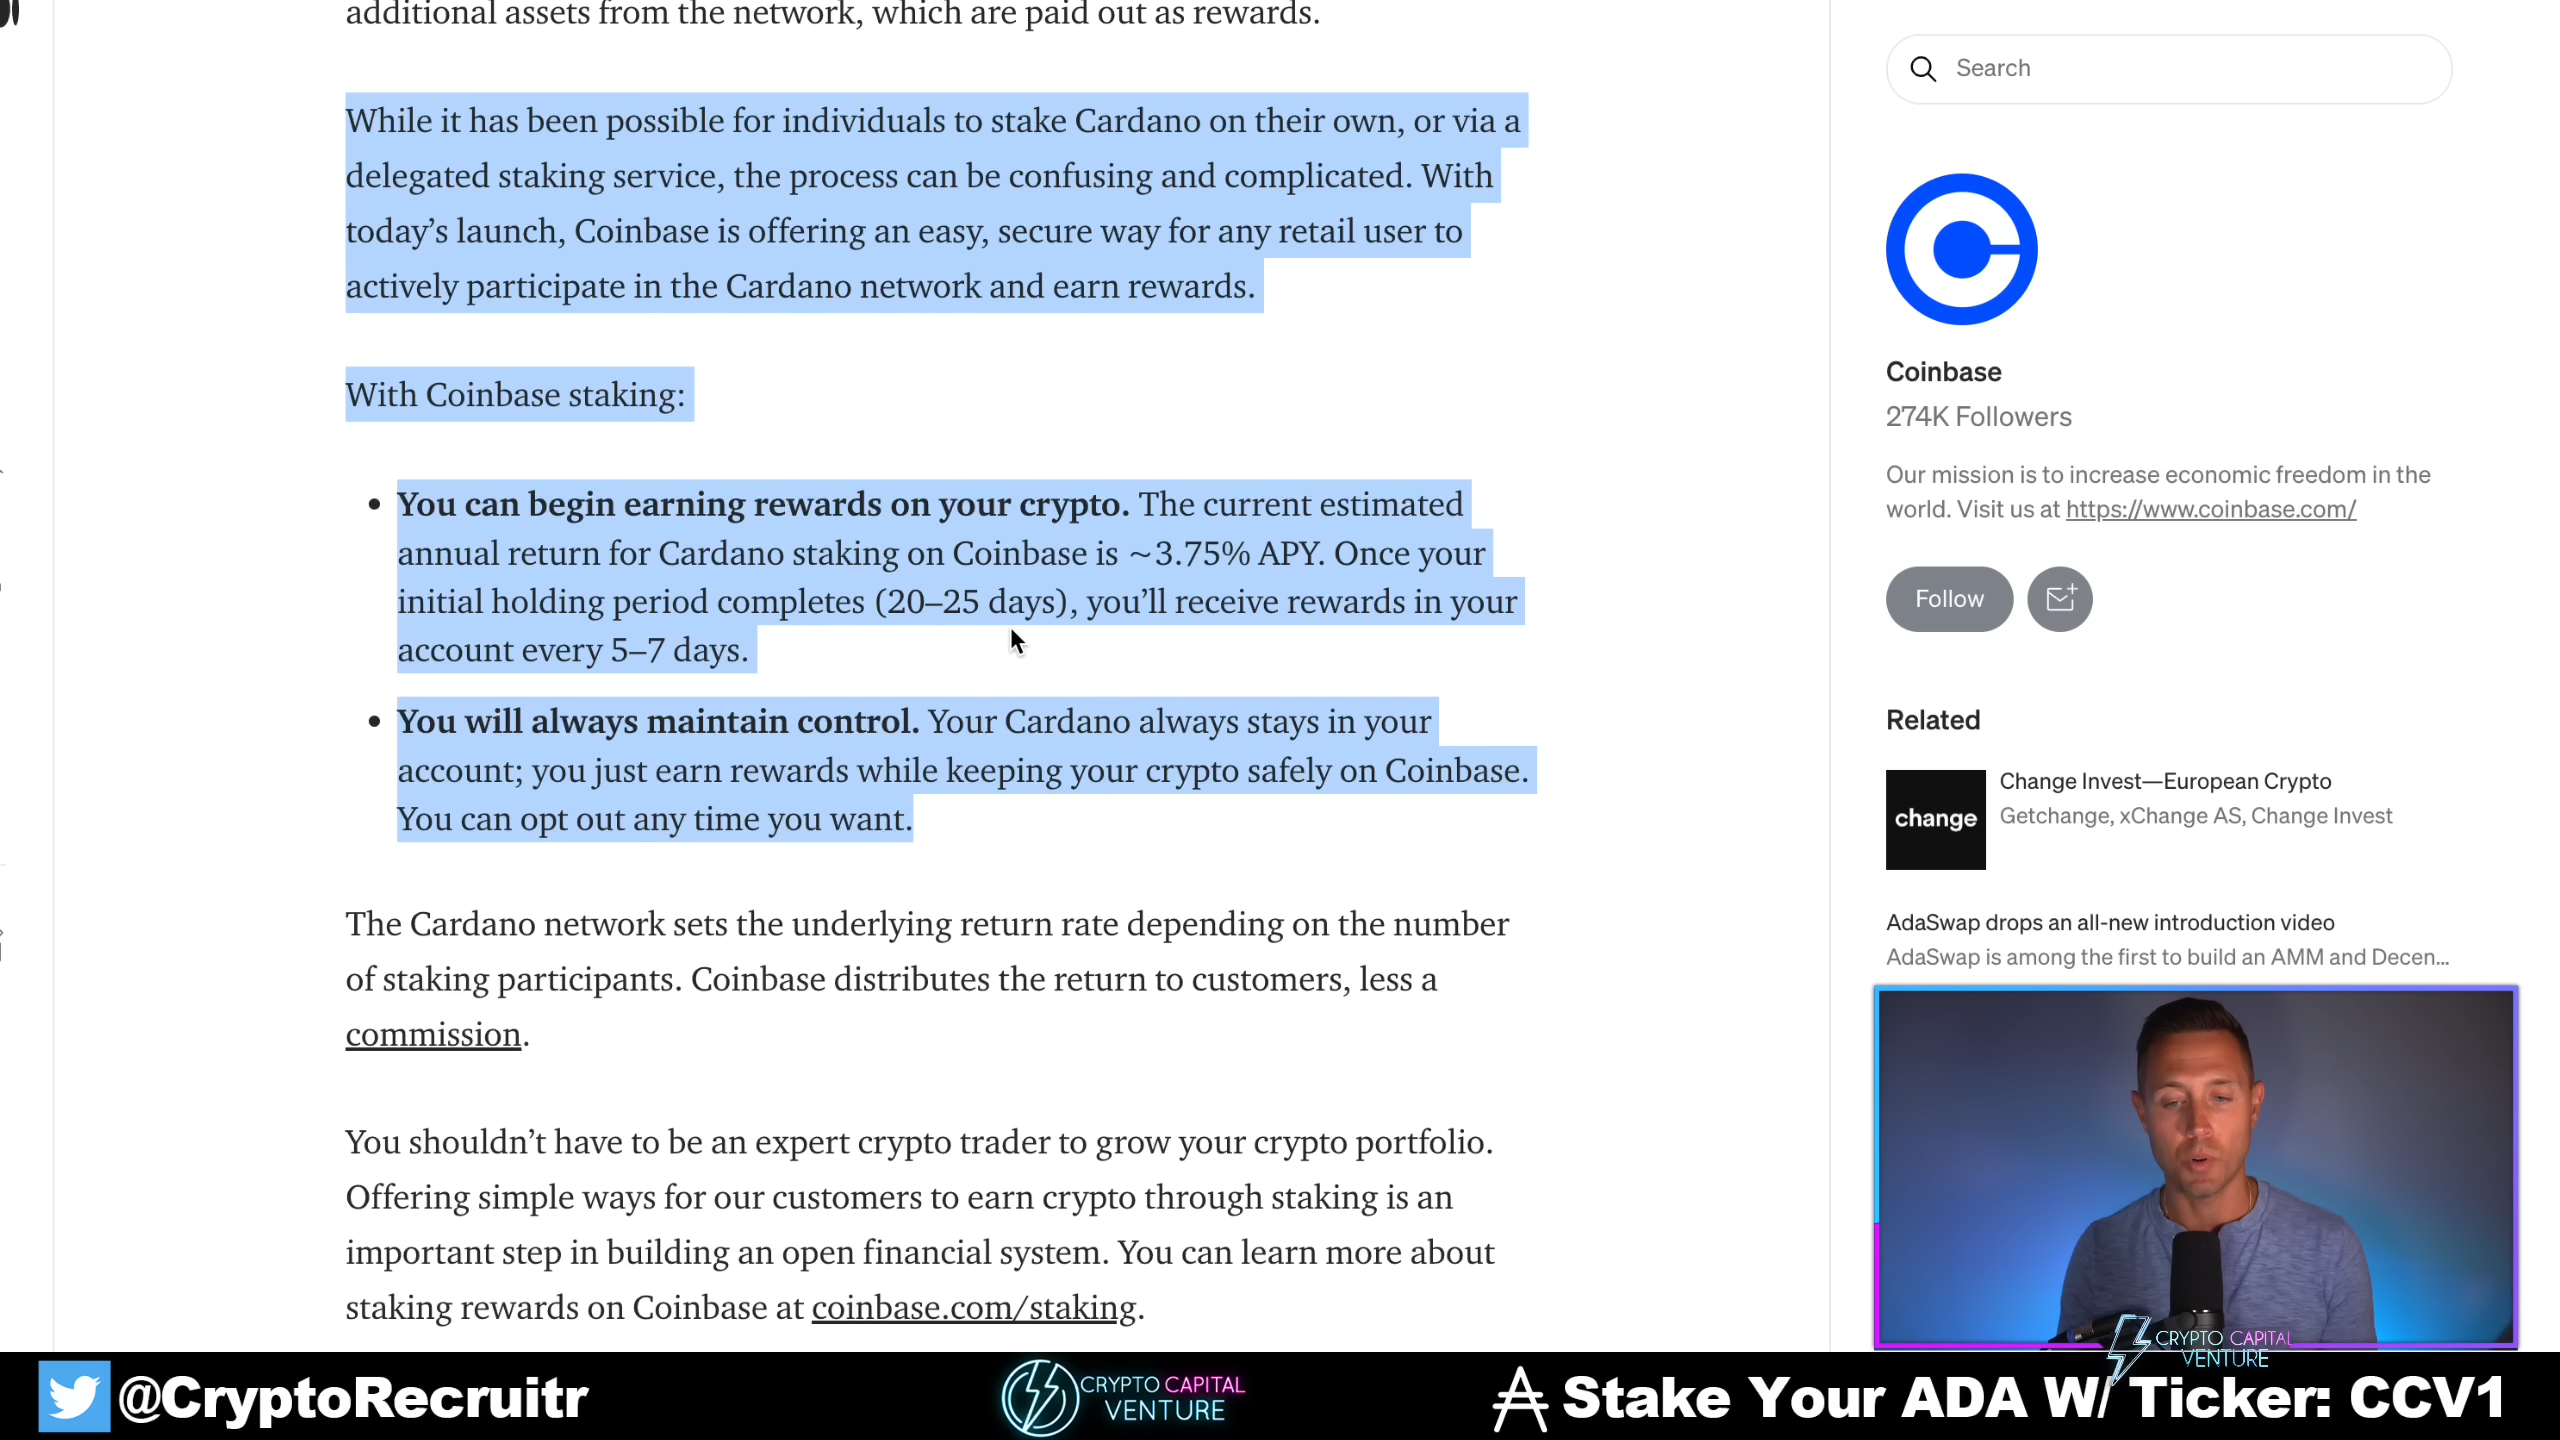 additional assets from the network, which are paid out as rewards.
While it has been possible for individuals to stake Cardano on their own, or via a
delegated staking service, the process can be confusing and complicated. With
today’s launch, Coinbase is offering an easy, secure way for any retail user to
actively participate in the Cardano network and earn rewards.
With Coinbase staking:
• You can begin earning rewards on your crypto. The current estimated
annual return for Cardano staking on Coinbase is ~3.75% APY. Once your
initial holding period completes (20–25 days), you’ll receive rewards in your
account every 5–7 days.
• You will always maintain control. Your Cardano always stays in your
account; you just earn rewards while keeping your crypto safely on Coinbase.
You can opt out any time you want.
The Cardano network sets the underlying return rate depending on the number
of staking participants. Coinbase distributes the return to customers, less a
commission.
You shouldn’t have to be an expert crypto trader to grow your crypto portfolio.
Offering simple ways for our customers to earn crypto through staking is an
important step in building an open financial system. You can learn more about
staking rewards on Coinbase at coinbase.com/staking.
Search
Coinbase
274K Followers
Our mission is to increase economic freedom in the
world. Visit us at https://www.coinbase.com/
Follow
Related
change
Change Invest—European Crypto
Getchange, xChange AS, Change Invest
AdaSwap drops an all-new introduction video
AdaSwap is among the first to build an AMM and Decen...
CRYPTO CAPITAL
VENTURE
@CryptoRecruitr
CRYPTO CAPITAL
VENTURE
Stake Your ADA W/ Ticker: CCV1